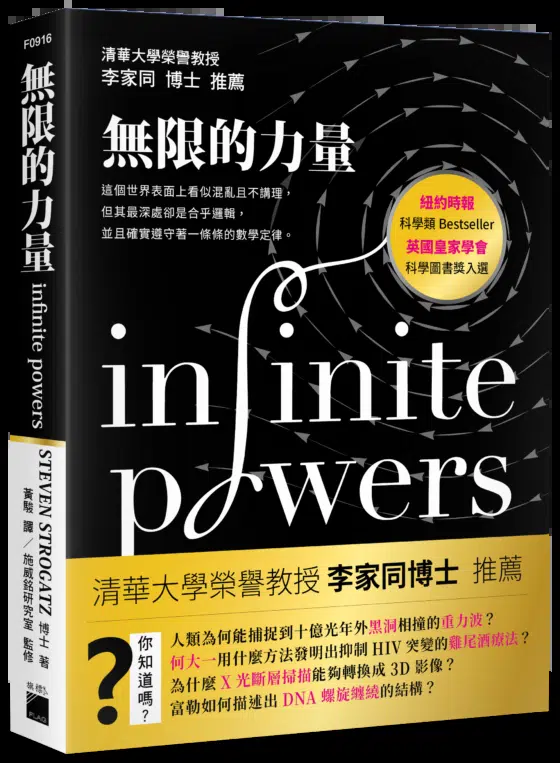 F0916
無限的力量
infinite powers
STEVEN STROGATZ 博士 著
黃駿 譯／施威銘研究室 監修
旗標
FLAG
清華大學榮譽教授
李家同 博士 推薦
無限的力量
這個世界表面上看似混亂且不講理，
但其最深處卻是合乎邏輯，
並且確實遵守著一條條的數學定律。
紐約時報
科學類 Bestseller
英國皇家學會
科學圖書獎入選
infinite
powers
清華大學榮譽教授 李家同博士 推薦
?
你知道嗎？
人類為何能捕捉到十億光年外黑洞相撞的重力波？
何大一用什麼方法發明出抑制 HIV 突變的雞尾酒療法？
為什麼 X 光斷層掃描能夠轉換成 3D 影像？
富勒如何描述出 DNA 螺旋纏繞的結構？